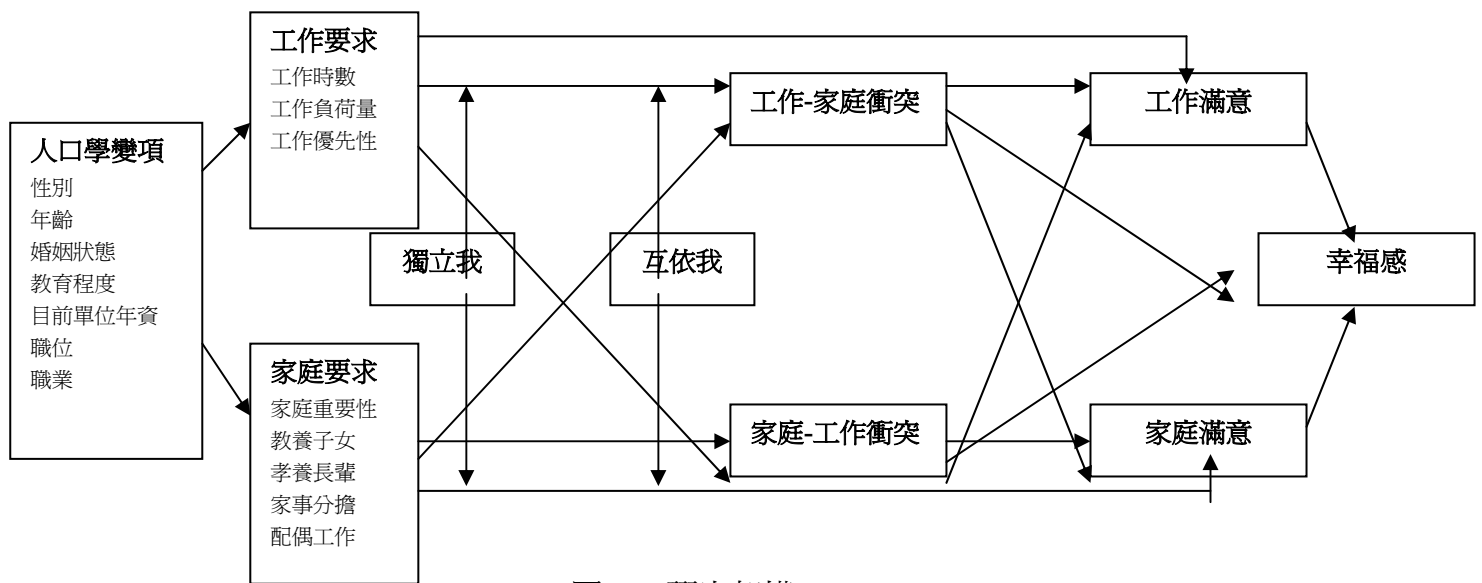 人口學變項
性別
年齡
婚姻狀態
教育程度
目前單位年資
職位
職業
工作要求
工作時數
工作負荷量
工作優先性
家庭要求
家庭重要性
教養子女
孝養長輩
家事分擔
配偶工作
獨立我
互依我
工作-家庭衝突
家庭-工作衝突
工作滿意
家庭滿意
幸福感